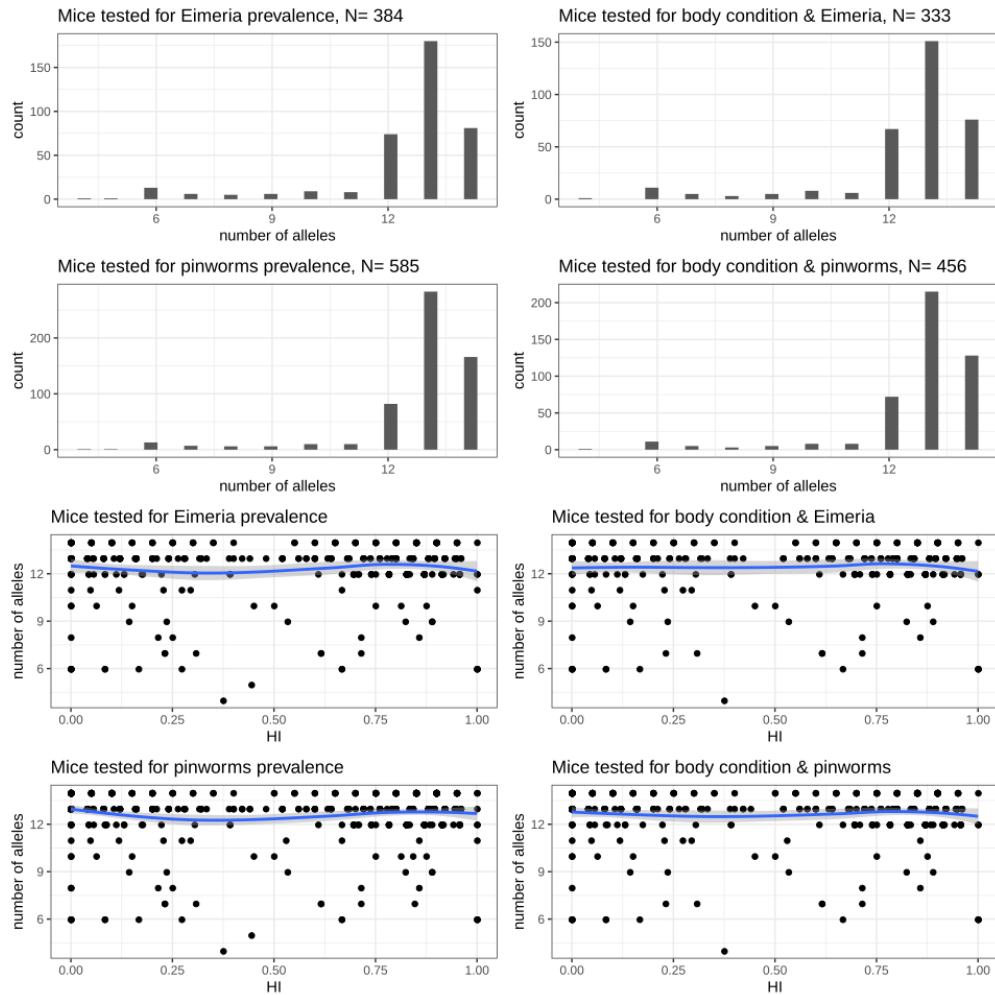 Mice tested for Eimeria prevalence, N= 384
150
100
50
0
count
6
9
12
number of alleles
Mice tested for body condition & Eimeria, N= 333
150
100
50
0
count
6
9
12
number of alleles
Mice tested for pinworms prevalence, N= 585
200
100
0
count
6
9
12
number of alleles
Mice tested for body condition & pinworms, N= 456
200
150
100
50
0
count
6
9
12
number of alleles
Mice tested for Eimeria prevalence
12
9
6
number of alleles
0.00
0.25
0.50
0.75
1.00
HI
Mice tested for body condition & Eimeria
12
9
6
number of alleles
0.00
0.25
0.50
0.75
1.00
HI
Mice tested for pinworms prevalence
12
9
6
number of alleles
0.00
0.25
0.50
0.75
1.00
HI
Mice tested for body condition & pinworms
12
9
6
number of alleles
0.00
0.25
0.50
0.75
1.00
HI